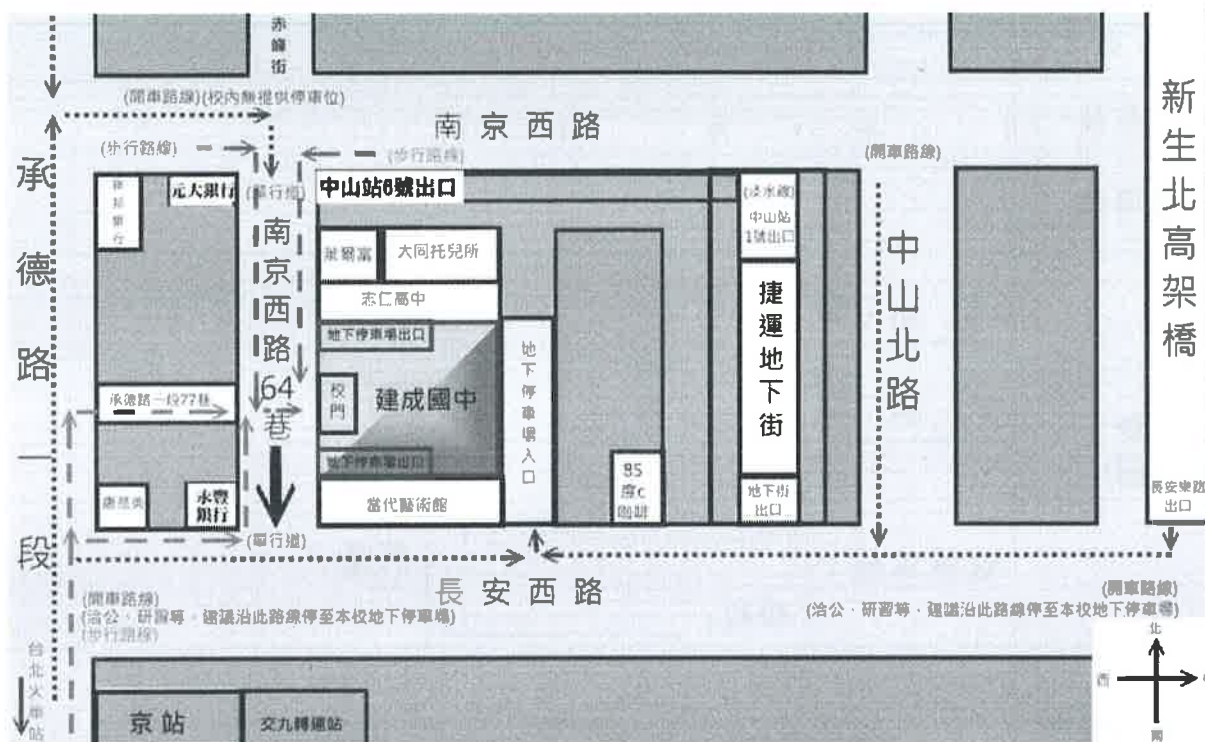 赤峰街
(開車路線)(校內無提供停車位)
南京西路
(步行路線)
(步行路線)
(開車路線)
新生北高架橋
承德路一段
元大銀行
(單行道)
中山站6號出口
(淡水線)
中山站
1號出口
南京西路64巷
萊爾富
大同托兒所
志仁高中
地下停車場出口
中山北路
捷運地下街
地下停車場入口
校門
建成國中
承德路一段77巷
地下停車場出口
85
度c
咖啡
地下街
出口
長安東路
出口
永豐
銀行
當代藝術館
(單行道)
長安西路
(開車路線)
(洽公、研習等，建議沿此路線停至本校地下停車場)
(步行路線)
(開車路線)
(洽公、研習等，建議沿此路線停至本校地下停車場)
台北火車站
京站
交九轉運站
北
西
南